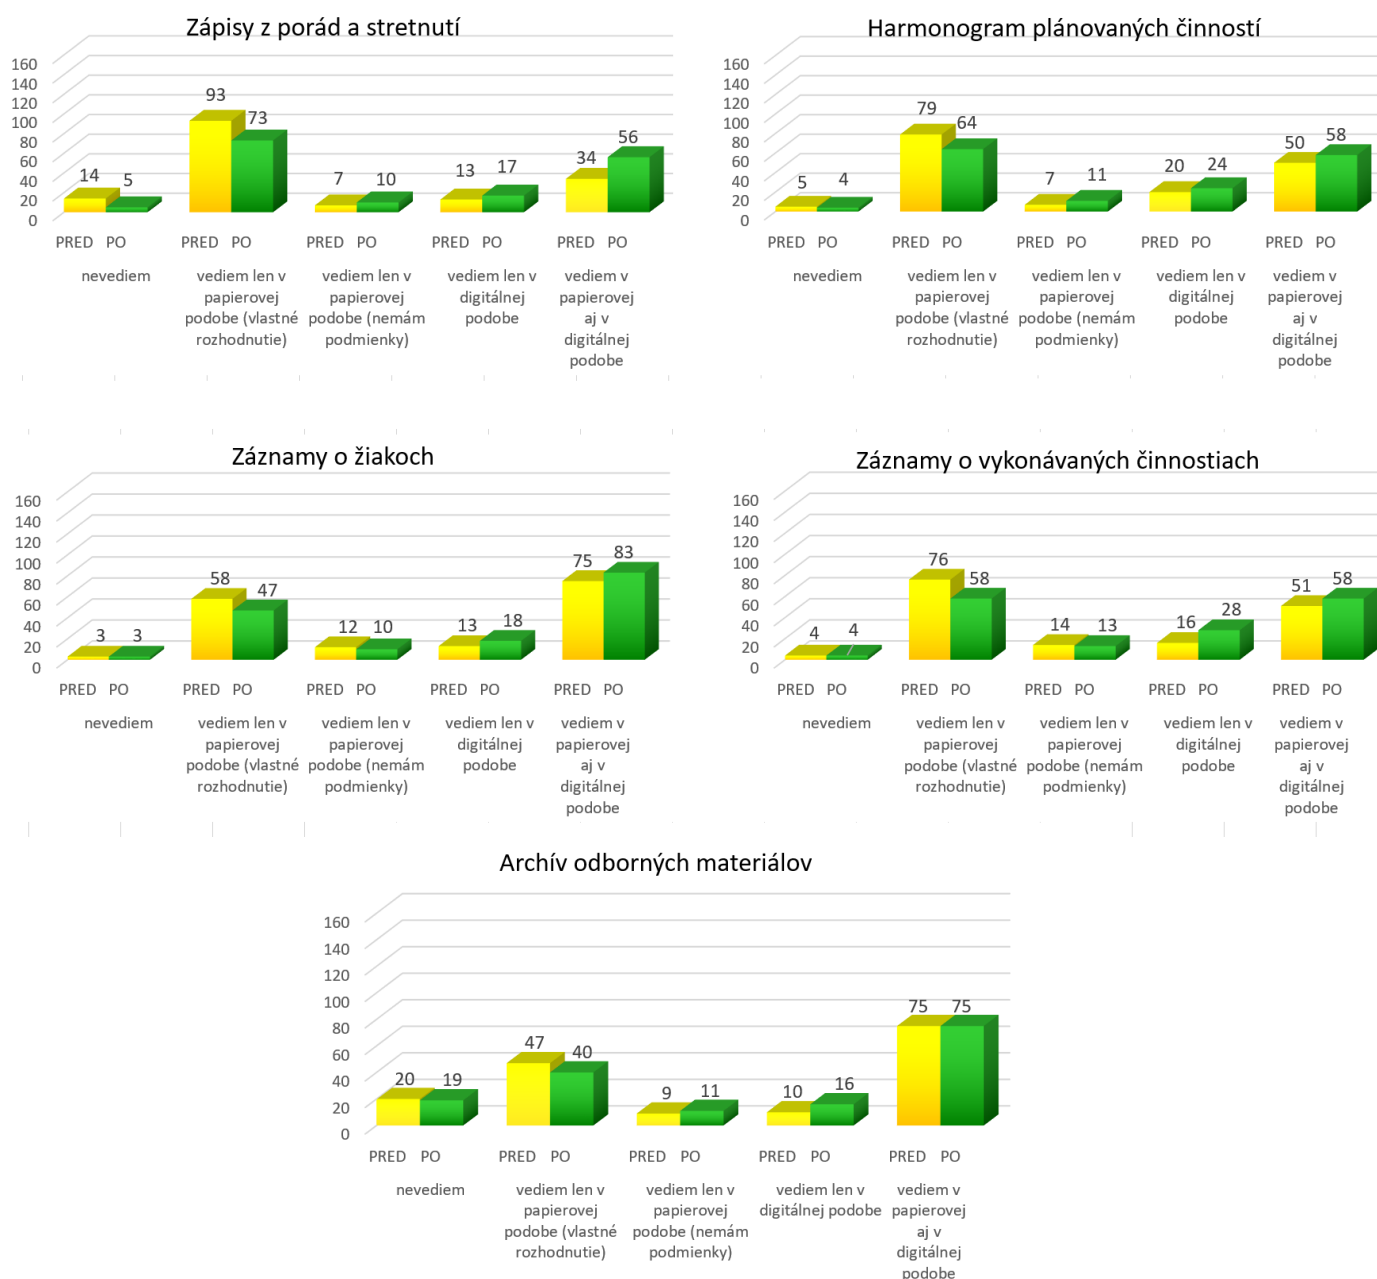 Zápisy z porád a stretnutí
160
140
120
100
80
60
40
20
0
14 5 93 73 7 10 13 17 34 56
PRED PO PRED PO PRED PO PRED PO PRED PO
nevediem
vediem len v
papierovej
podobe (vlastné
rozhodnutie)
vediem len v
papierovej
podobe (nemám
podmienky)
vediem len v
digitálnej
podobe
vediem v
papierovej
aj v
digitálnej
podobe
Harmonogram plánovaných činností
160
140
120
100
80
60
40
20
0
5 4 79 64 7 11 20 24 50 58
PRED PO PRED PO PRED PO PRED PO PRED PO
nevediem
vediem len v
papierovej
podobe (vlastné
rozhodnutie)
vediem len v
papierovej
podobe (nemám
podmienky)
vediem len v
digitálnej
podobe
vediem v
papierovej
aj v
digitálnej
podobe
Záznamy o žiakoch
160
140
120
100
80
60
40
20
0
3 3 58 47 12 10 13 18 75 83
PRED PO PRED PO PRED PO PRED PO PRED PO
nevediem
vediem len v
papierovej
podobe (vlastné
rozhodnutie)
vediem len v
papierovej
podobe (nemám
podmienky)
vediem len v
digitálnej
podobe
vediem v
papierovej
aj v
digitálnej
podobe
Záznamy o vykonávaných činnostiach
160
140
120
100
80
60
40
20
0
4 4 76 58 14 13 16 28 51 58
PRED PO PRED PO PRED PO PRED PO PRED PO
nevediem
vediem len v
papierovej
podobe (vlastné
rozhodnutie)
vediem len v
papierovej
podobe (nemám
podmienky)
vediem len v
digitálnej
podobe
vediem v
papierovej
aj v
digitálnej
podobe
Archív odborných materiálov
160
140
120
100
80
60
40
20
0
20 19 47 40 9 11 10 16 75 75
PRED PO PRED PO PRED PO PRED PO PRED PO
nevediem
vediem len v
papierovej
podobe (vlastné
rozhodnutie)
vediem len v
papierovej
podobe (nemám
podmienky)
vediem len v
digitálnej podobe
vediem v
papierovej
aj v
digitálnej
podobe